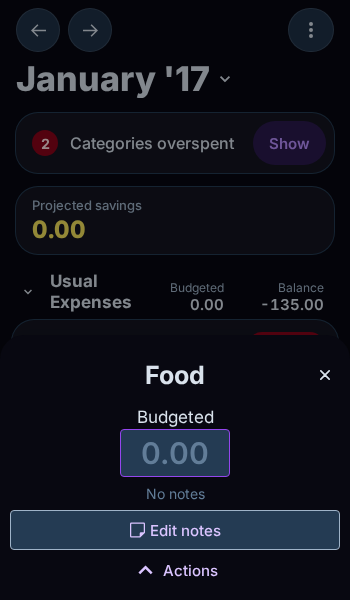 January '17
2 Categories overspent Show
Projected savings
0.00
Usual Expenses
Budgeted
0.00
Balance
-135.00
Food
Budgeted
0.00
No notes
Edit notes
Actions